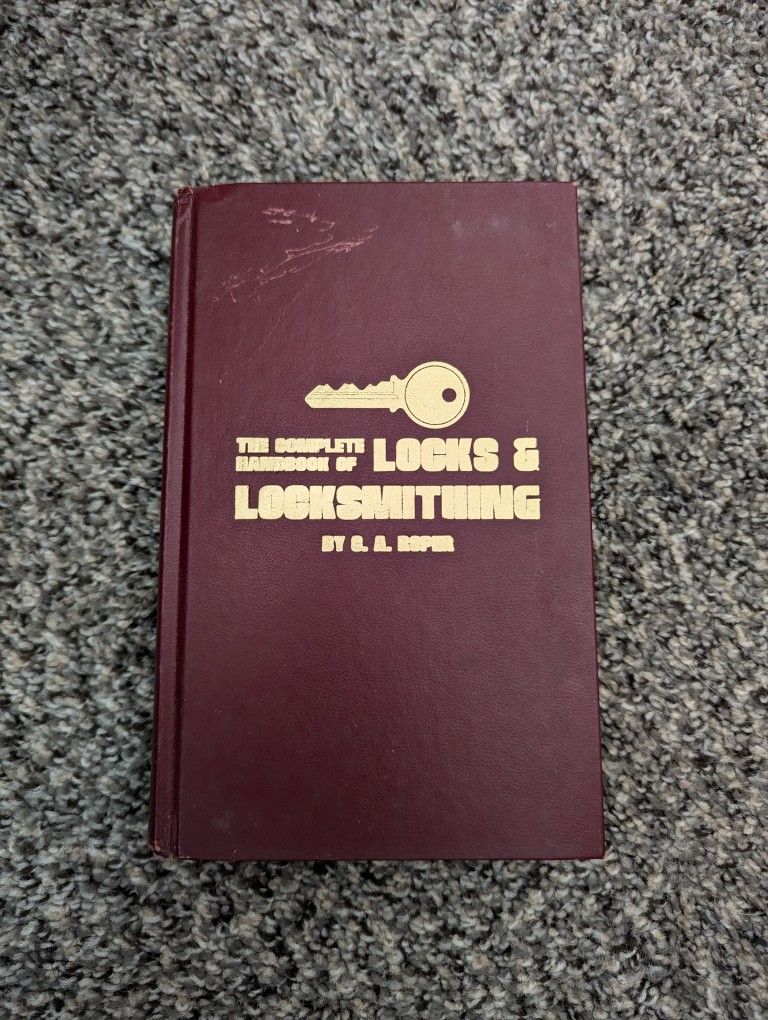 THE COMPLETE
HANDBOOK OF LOCKS &
LOCKSMITHING
BY C. A. ROPER